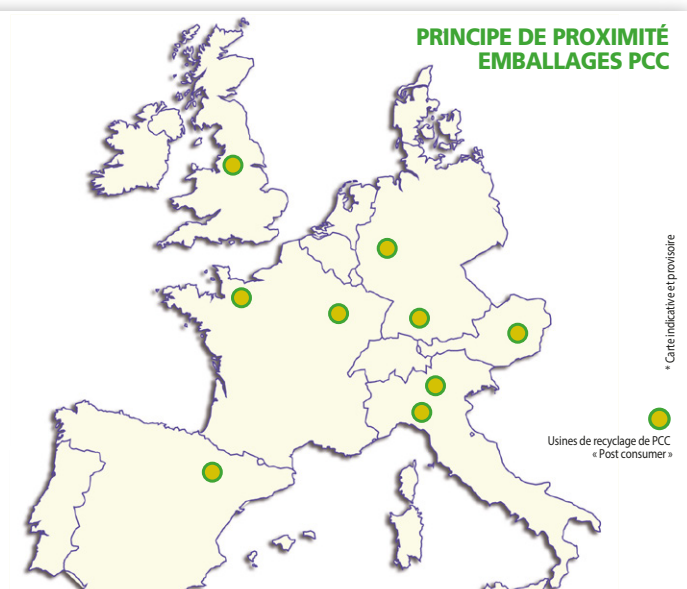 PRINCIPE DE PROXIMITÉ
EMBALLAGES PCC
* Carte indicative et provisoire
Usines de recyclage de PCC
« Post consumer »